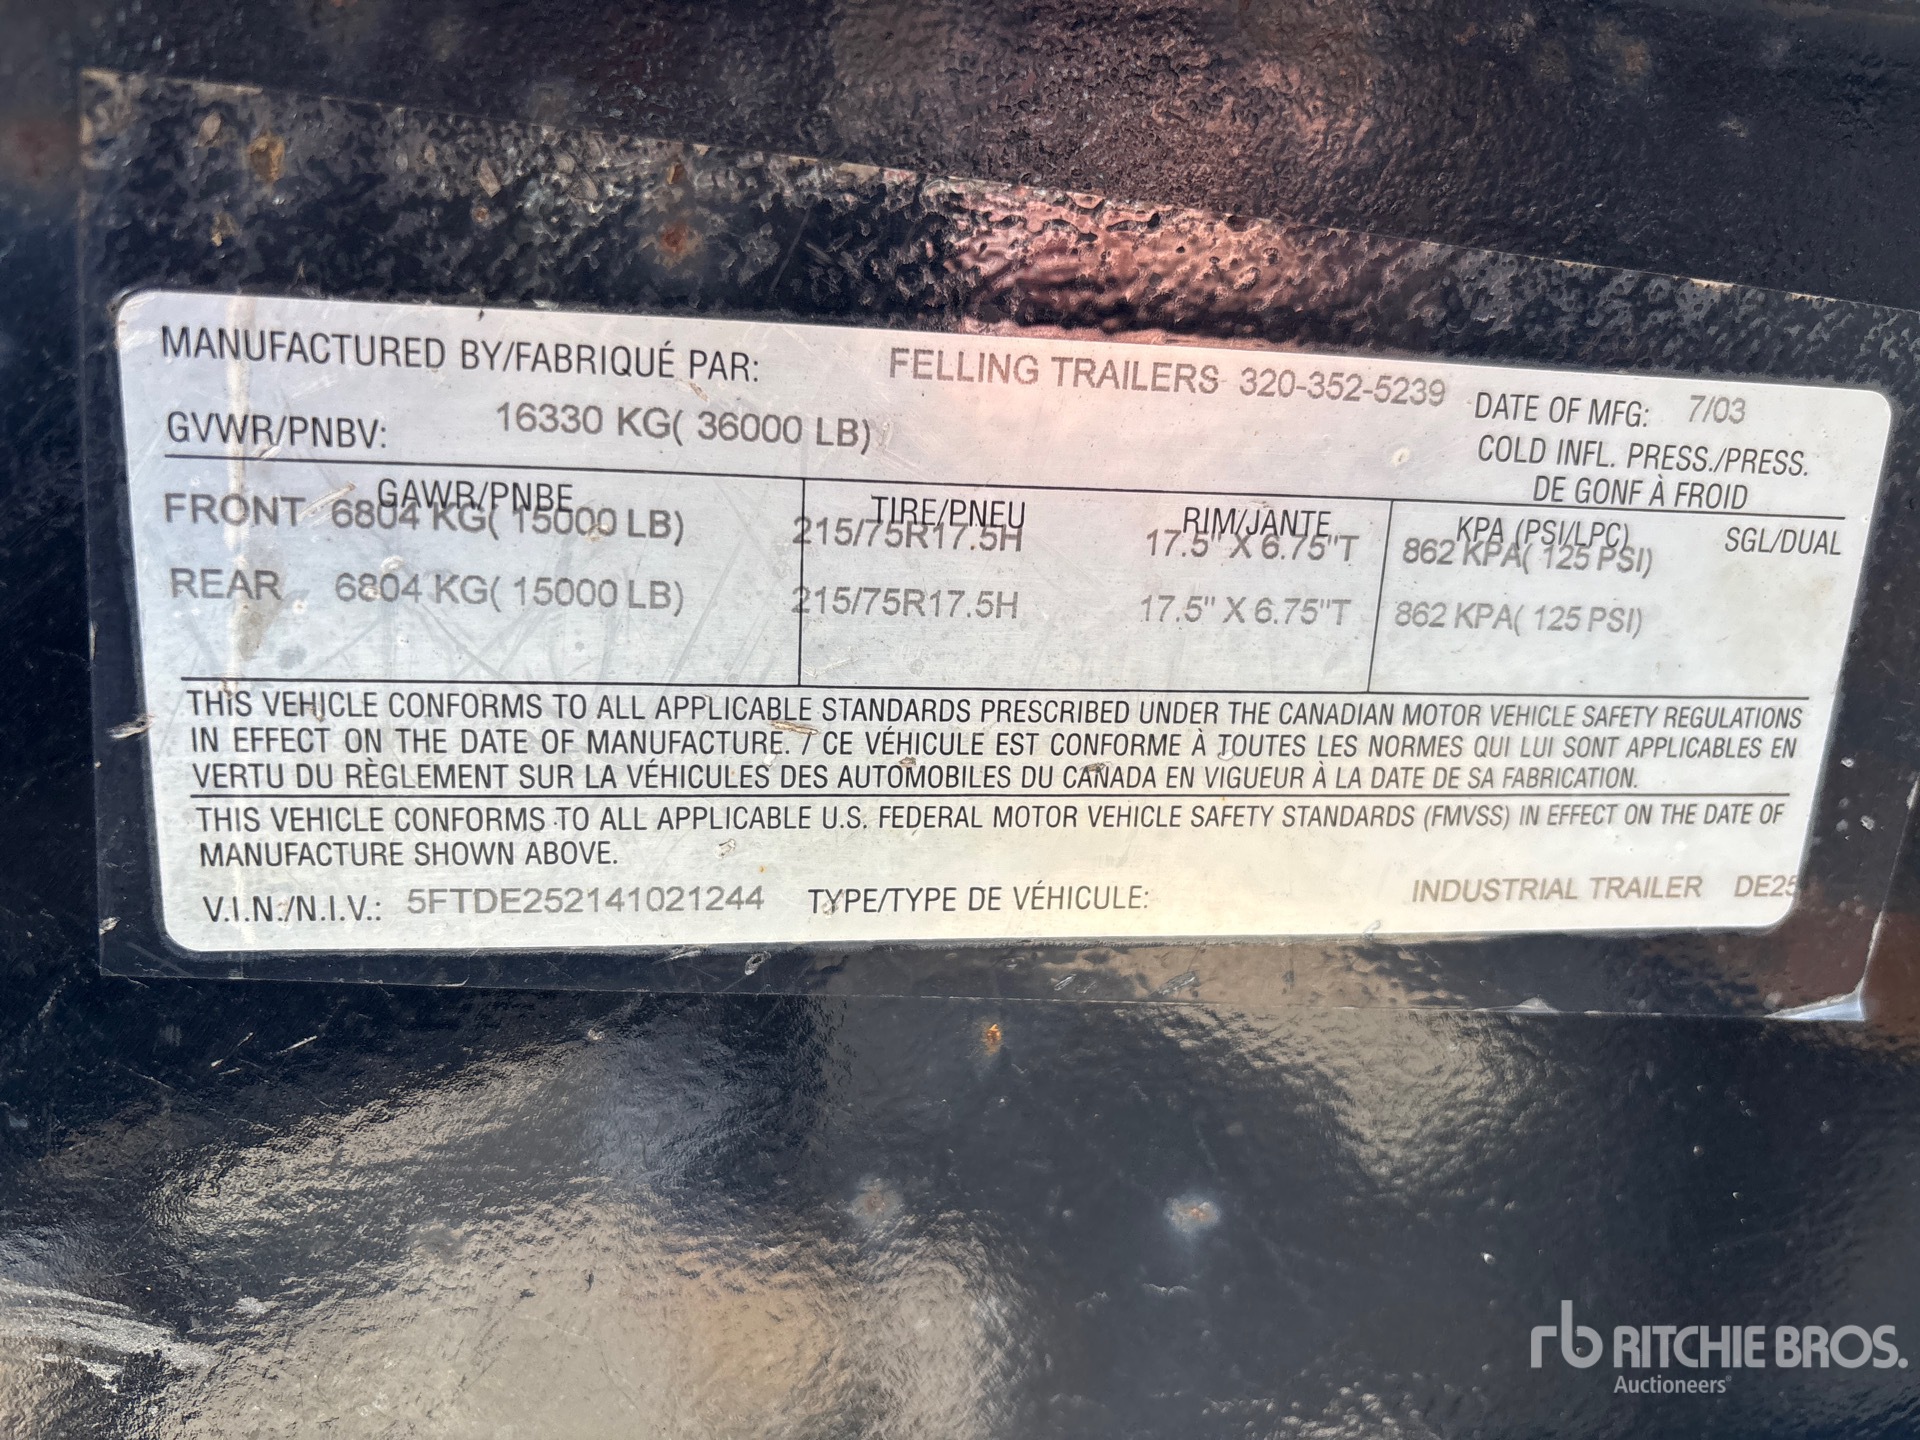 MANUFACTURED BY/FABRIQUÉ PAR: FELLING TRAILERS 320-352-5239 DATE OF MFG: 7/03
GVWR/PNBV: 16330 KG( 36000 LB) COLD INFL. PRESS./PRESS.
DE GONF À FROID
GAWR/PNBE TIRE/PNEU RIM/JANTE KPA (PSI/LPC) SGL/DUAL
FRONT 6804 KG( 15000 LB) 215/75R17.5H 17.5" X 6.75"T 862 KPA( 125 PSI)
REAR 6804 KG( 15000 LB) 215/75R17.5H 17.5" X 6.75"T 862 KPA( 125 PSI)
THIS VEHICLE CONFORMS TO ALL APPLICABLE STANDARDS PRESCRIBED UNDER THE CANADIAN MOTOR VEHICLE SAFETY REGULATIONS
IN EFFECT ON THE DATE OF MANUFACTURE. / CE VÉHICULE EST CONFORME À TOUTES LES NORMES QUI LUI SONT APPLICABLES EN
VERTU DU RÈGLEMENT SUR LA VÉHICULES DES AUTOMOBILES DU CANADA EN VIGUEUR À LA DATE DE SA FABRICATION.
THIS VEHICLE CONFORMS TO ALL APPLICABLE U.S. FEDERAL MOTOR VEHICLE SAFETY STANDARDS (FMVSS) IN EFFECT ON THE DATE OF
MANUFACTURE SHOWN ABOVE.
V.I.N./N.I.V.: 5FTDE252141021244 TYPE/TYPE DE VÉHICULE: INDUSTRIAL TRAILER DE25
rb RITCHIE BROS.
Auctioneers